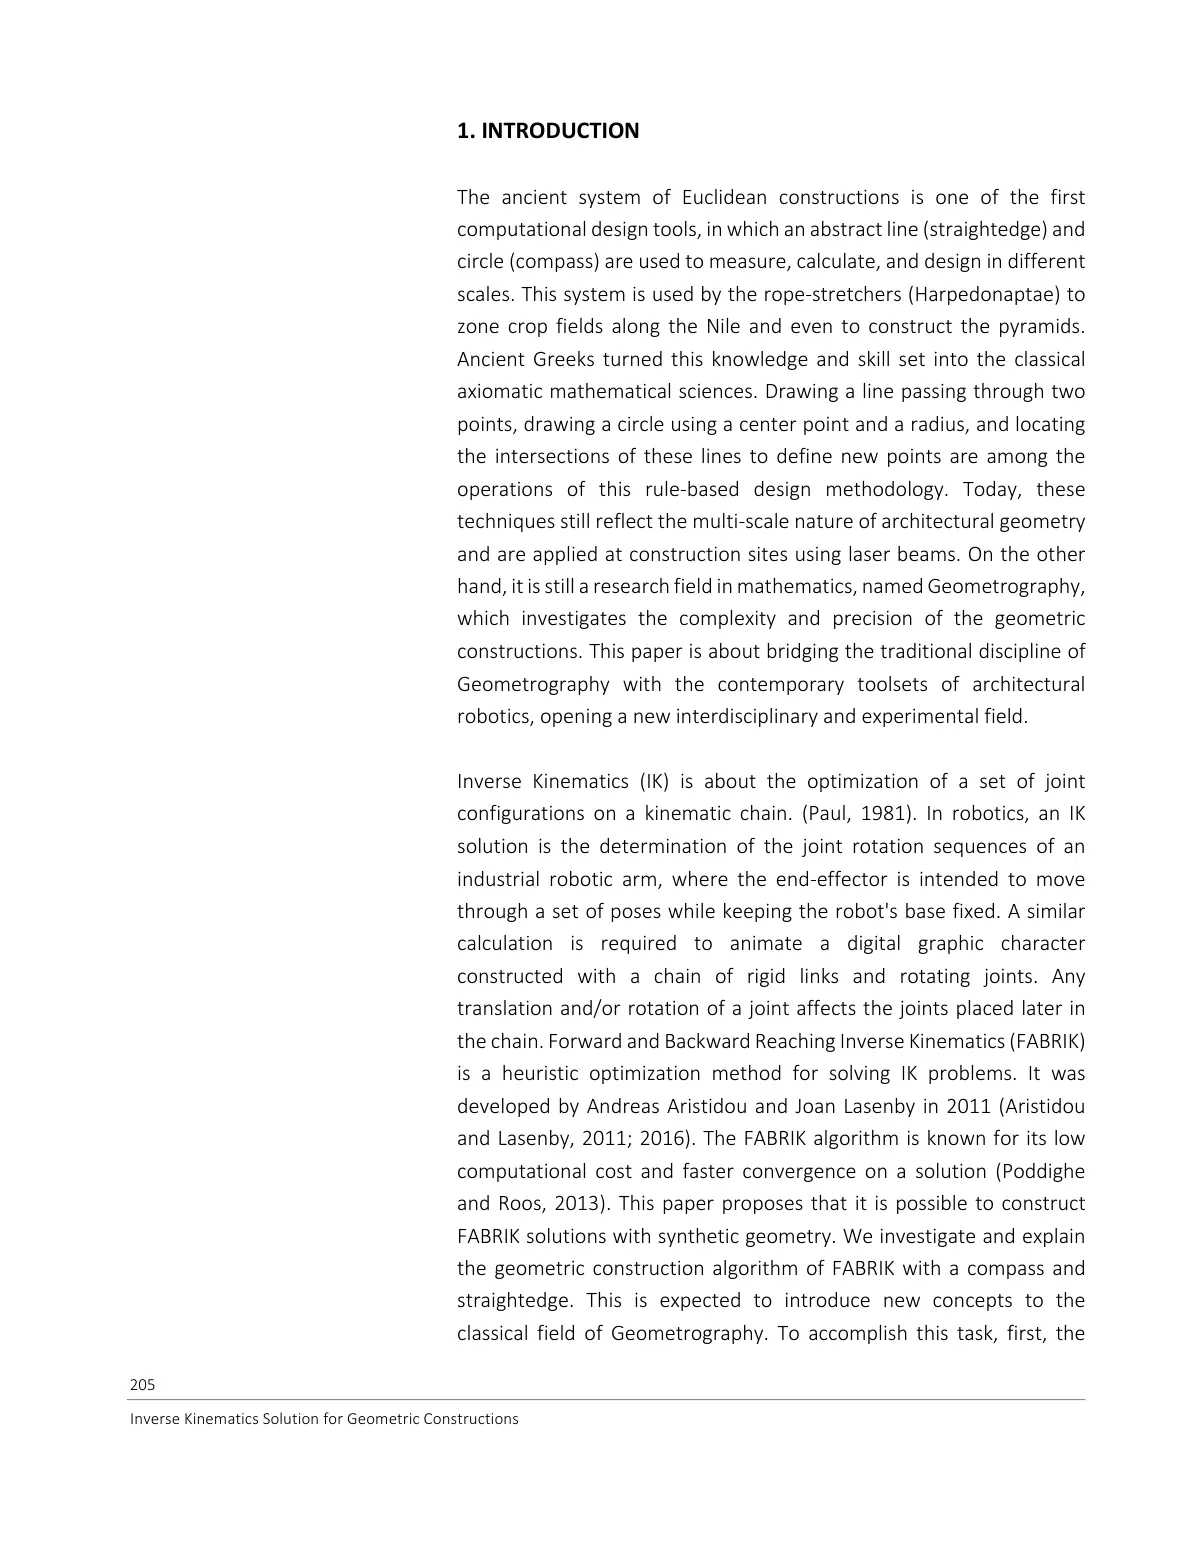 1. INTRODUCTION
The ancient system of Euclidean constructions is one of the first
computational design tools, in which an abstract line (straightedge) and
circle (compass) are used to measure, calculate, and design in different
scales. This system is used by the rope-stretchers (Harpedonaptae) to
zone crop fields along the Nile and even to construct the pyramids.
Ancient Greeks turned this knowledge and skill set into the classical
axiomatic mathematical sciences. Drawing a line passing through two
points, drawing a circle using a center point and a radius, and locating
the intersections of these lines to define new points are among the
operations of this rule-based design methodology. Today, these
techniques still reflect the multi-scale nature of architectural geometry
and are applied at construction sites using laser beams. On the other
hand, it is still a research field in mathematics, named Geometrography,
which investigates the complexity and precision of the geometric
constructions. This paper is about bridging the traditional discipline of
Geometrography with the contemporary toolsets of architectural
robotics, opening a new interdisciplinary and experimental field.
Inverse Kinematics (IK) is about the optimization of a set of joint
configurations on a kinematic chain. (Paul, 1981). In robotics, an IK
solution is the determination of the joint rotation sequences of an
industrial robotic arm, where the end-effector is intended to move
through a set of poses while keeping the robot's base fixed. A similar
calculation is required to animate a digital graphic character
constructed with a chain of rigid links and rotating joints. Any
translation and/or rotation of a joint affects the joints placed later in
the chain. Forward and Backward Reaching Inverse Kinematics (FABRIK)
is a heuristic optimization method for solving IK problems. It was
developed by Andreas Aristidou and Joan Lasenby in 2011 (Aristidou
and Lasenby, 2011; 2016). The FABRIK algorithm is known for its low
computational cost and faster convergence on a solution (Poddighe
and Roos, 2013). This paper proposes that it is possible to construct
FABRIK solutions with synthetic geometry. We investigate and explain
the geometric construction algorithm of FABRIK with a compass and
straightedge. This is expected to introduce new concepts to the
classical field of Geometrography. To accomplish this task, first, the
205
Inverse Kinematics Solution for Geometric Constructions